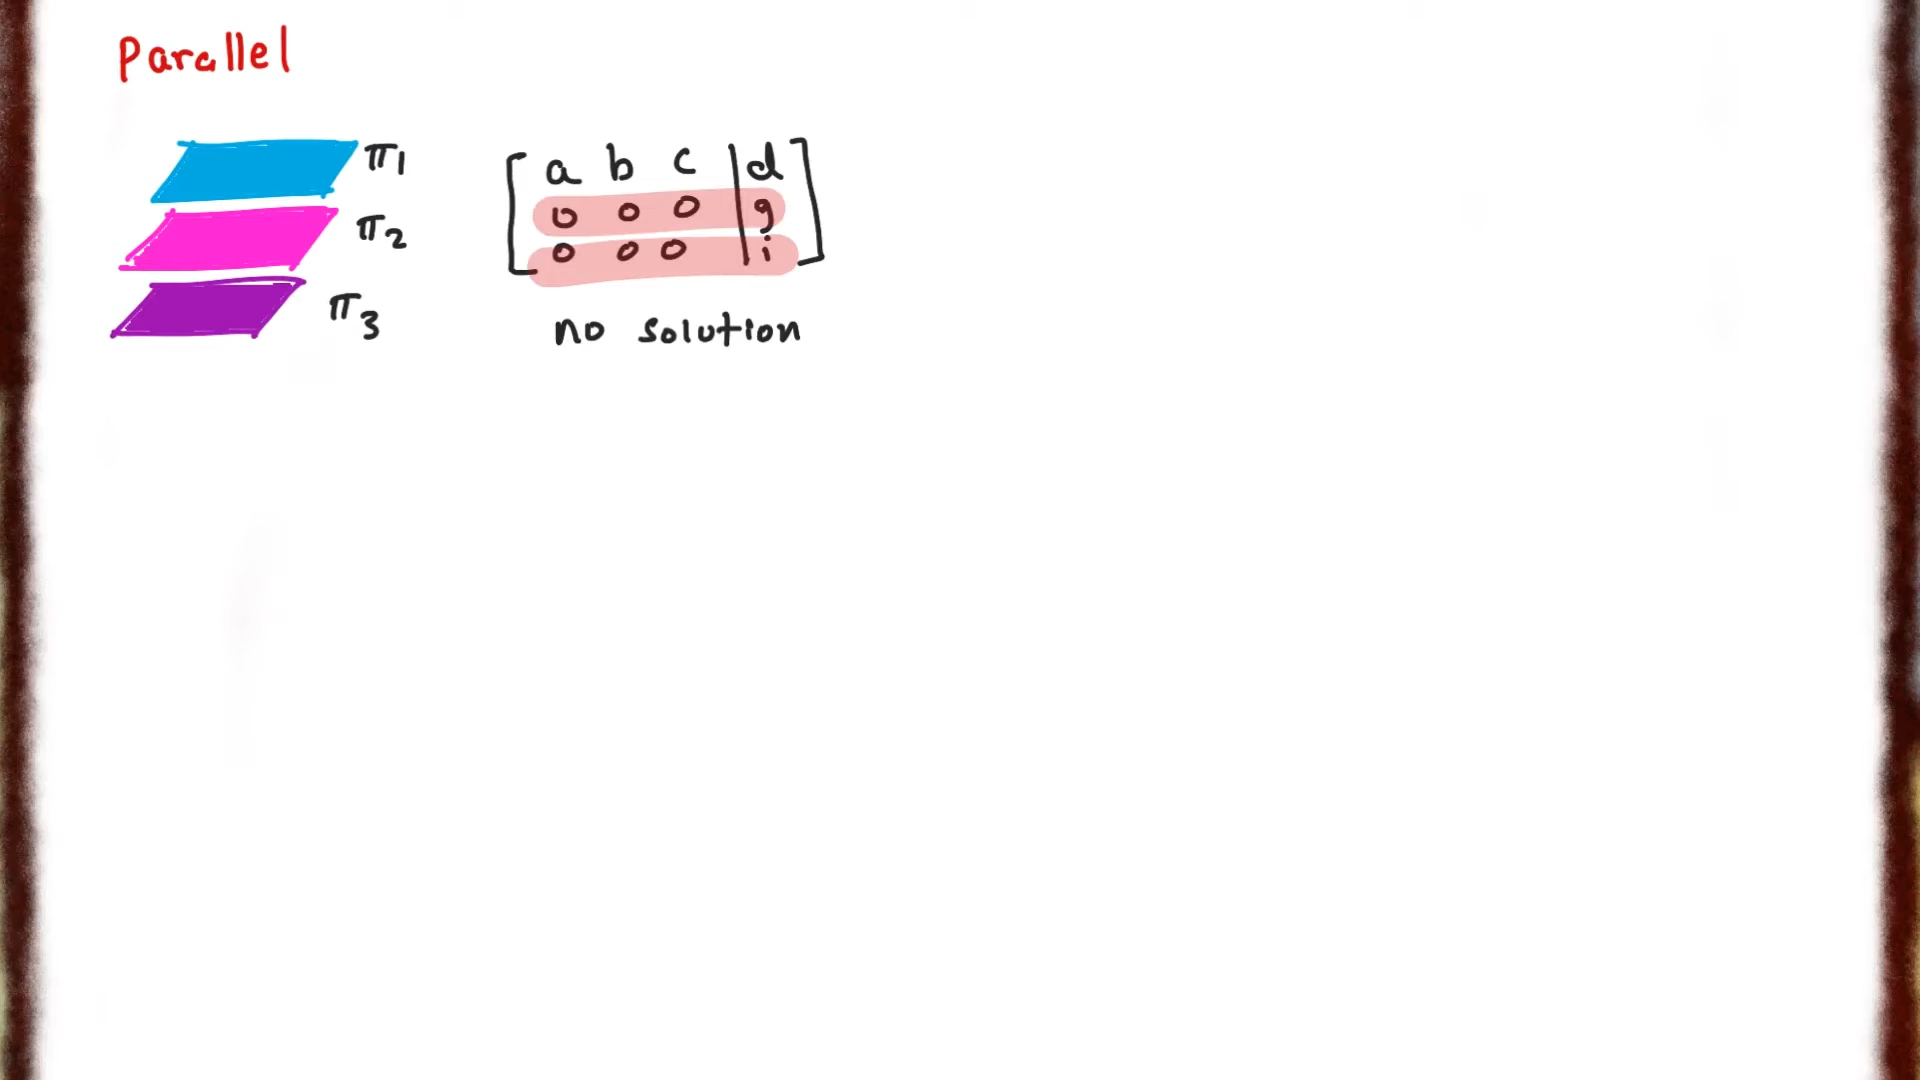 Parallel
π1
π2
π3
[a b c | d]
0 0 0 | g
0 0 0 | i
no solution